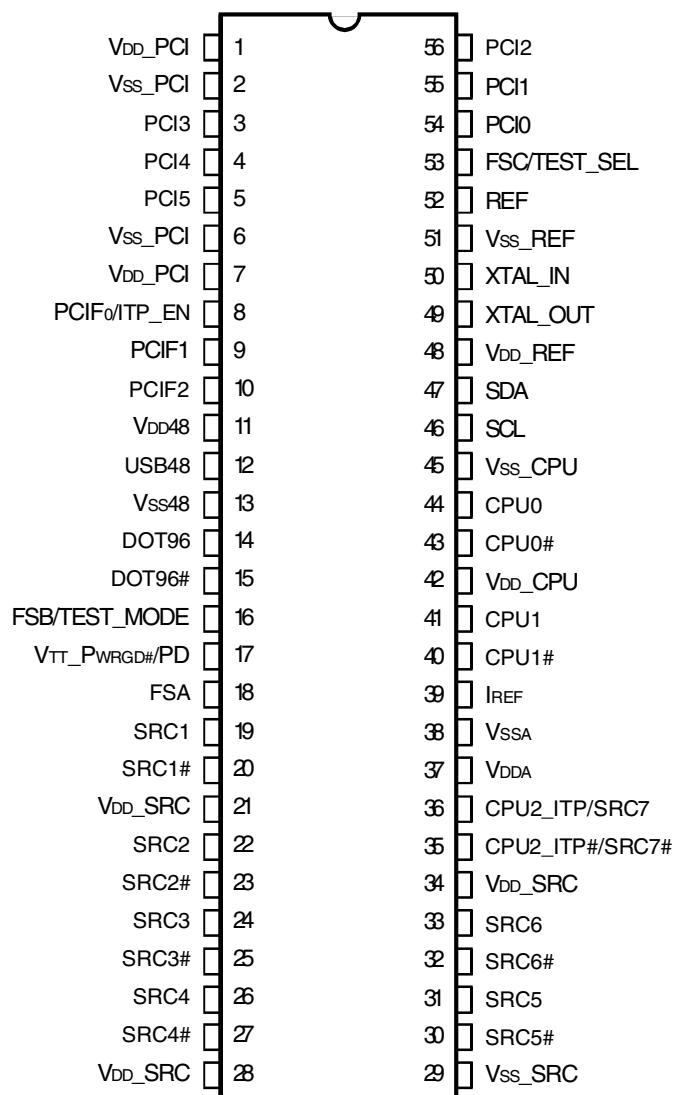 VDD_PCI 1 56 PCI2
VSS_PCI 2 55 PCI1
PCI3 3 54 PCI0
PCI4 4 53 FSC/TEST_SEL
PCI5 5 52 REF
VSS_PCI 6 51 VSS_REF
VDD_PCI 7 50 XTAL_IN
PCIF0/ITP_EN 8 49 XTAL_OUT
PCIF1 9 48 VDD_REF
PCIF2 10 47 SDA
VDD48 11 46 SCL
USB48 12 45 VSS_CPU
VSS48 13 44 CPU0
DOT96 14 43 CPU0#
DOT96# 15 42 VDD_CPU
FSB/TEST_MODE 16 41 CPU1
VTT_PWRGD#/PD 17 40 CPU1#
FSA 18 39 IREF
SRC1 19 38 VSSA
SRC1# 20 37 VDDA
VDD_SRC 21 36 CPU2_ITP/SRC7
SRC2 22 35 CPU2_ITP#/SRC7#
SRC2# 23 34 VDD_SRC
SRC3 24 33 SRC6
SRC3# 25 32 SRC6#
SRC4 26 31 SRC5
SRC4# 27 30 SRC5#
VDD_SRC 28 29 VSS_SRC